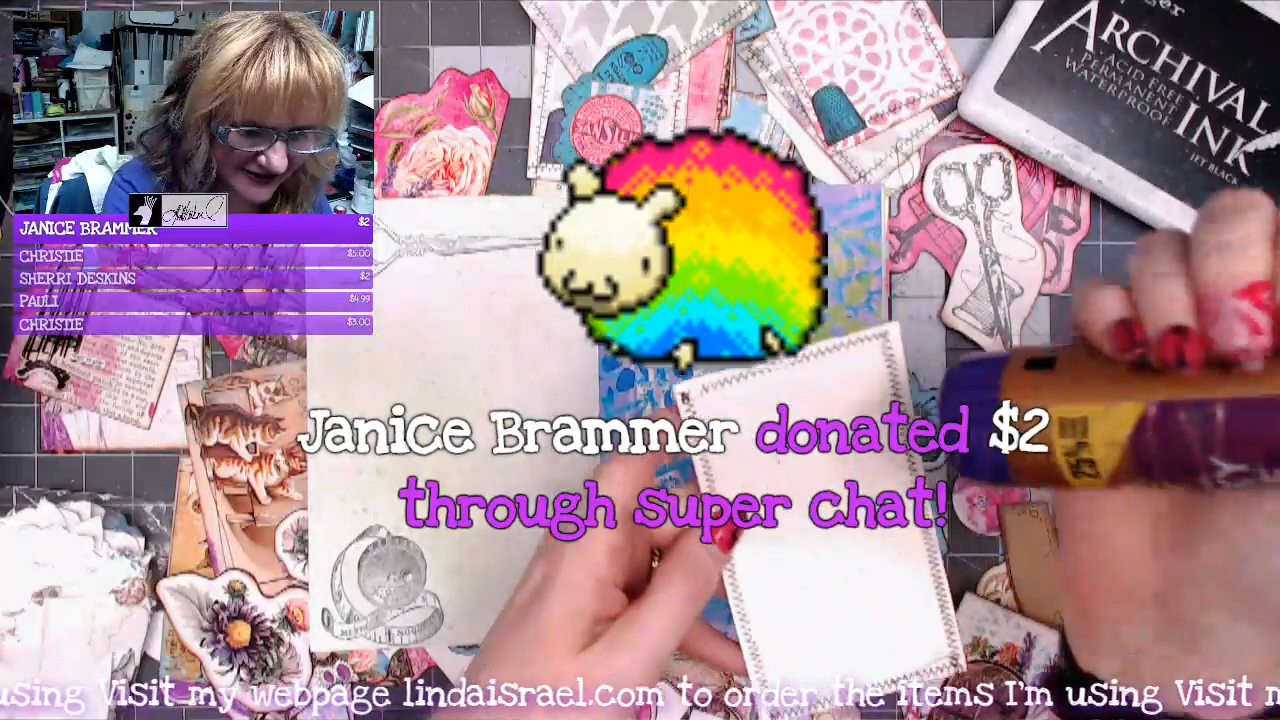 JANICE BRAMMER $2
CHRISTIE $5.00
SHERRI DESKINS $2
PAULI $4.99
CHRISTIE $3.00
ARCHIVAL
ACID FREE
PERMANENT
WATERPROOF
INK
JET BLACK
Janice Brammer donated $2
through super chat!
using Visit my webpage lindaisrael.com to order the items I'm using Visit